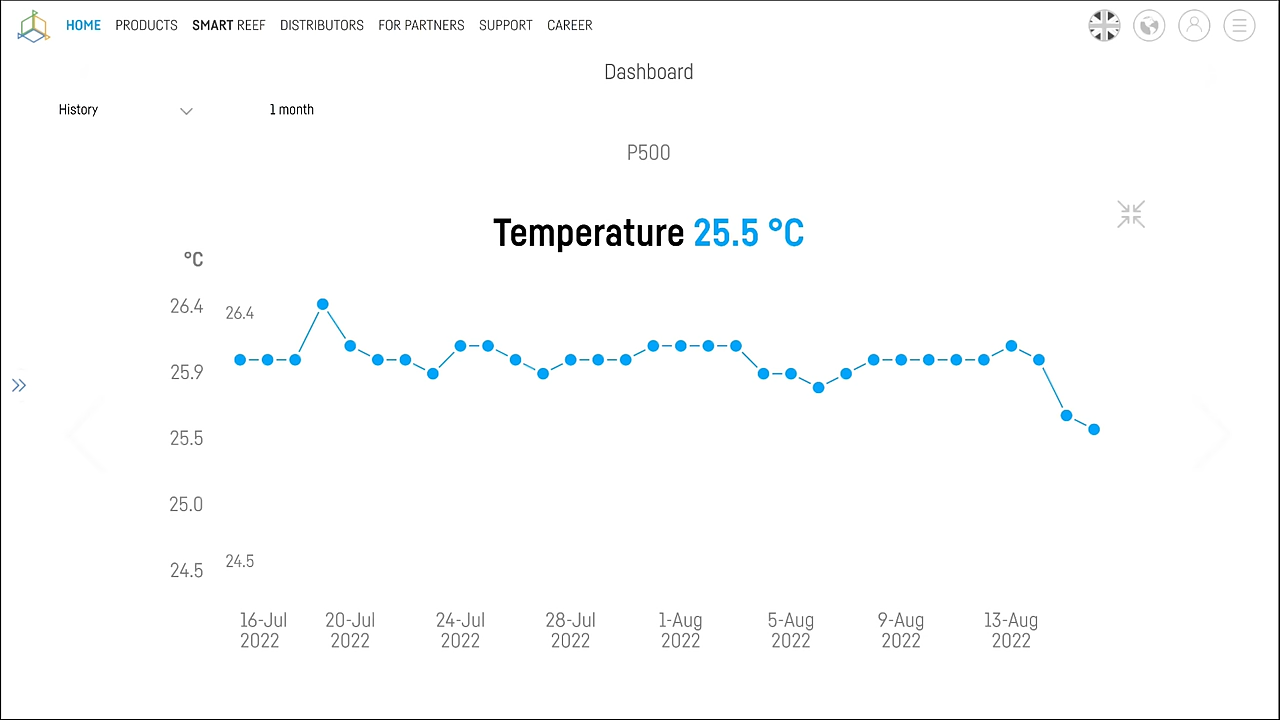 HOME PRODUCTS SMART REEF DISTRIBUTORS FOR PARTNERS SUPPORT CAREER
Dashboard
History 1 month
P500
Temperature 25.5 °C
°C
26.4 26.4
25.9
25.5
25.0
24.5 24.5
16-Jul 20-Jul 24-Jul 28-Jul 1-Aug 5-Aug 9-Aug 13-Aug
2022 2022 2022 2022 2022 2022 2022 2022